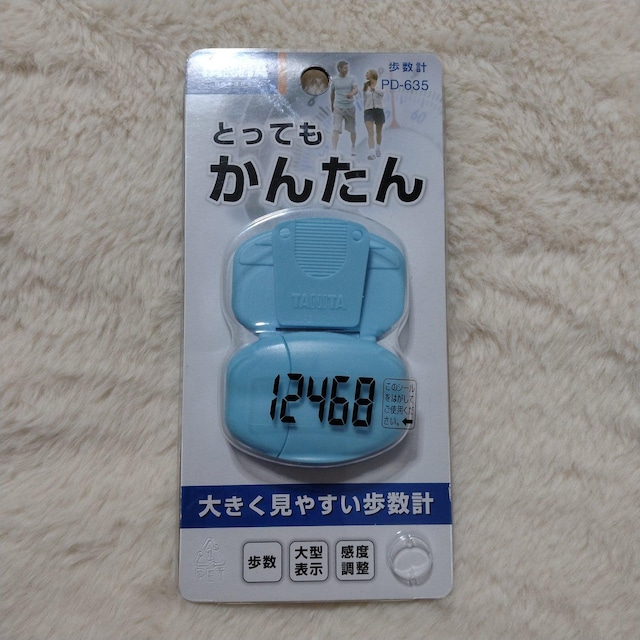 歩数計
PD-635
とっても
かんたん
TANITA
12468
このシール
をはがして
ご使用くだ
さい。
大きく見やすい歩数計
歩数
大型
表示
感度
調整
PET